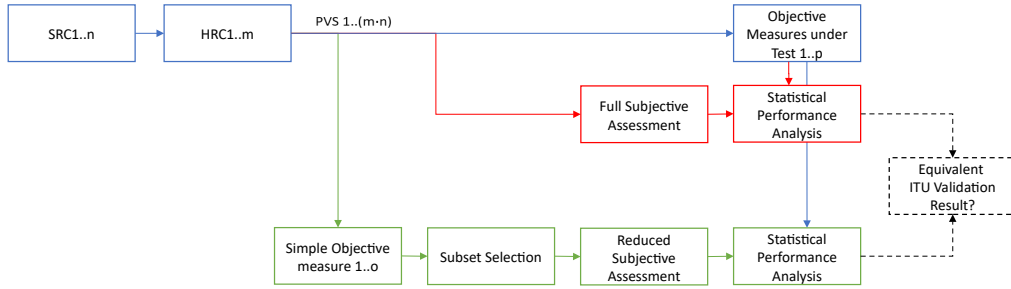 SRC1..n
HRC1..m
PVS 1..(m·n)
Objective
Measures under
Test 1..p
Full Subjective
Assessment
Statistical
Performance
Analysis
Equivalent
ITU Validation
Result?
Simple Objective
measure 1..o
Subset Selection
Reduced
Subjective
Assessment
Statistical
Performance
Analysis